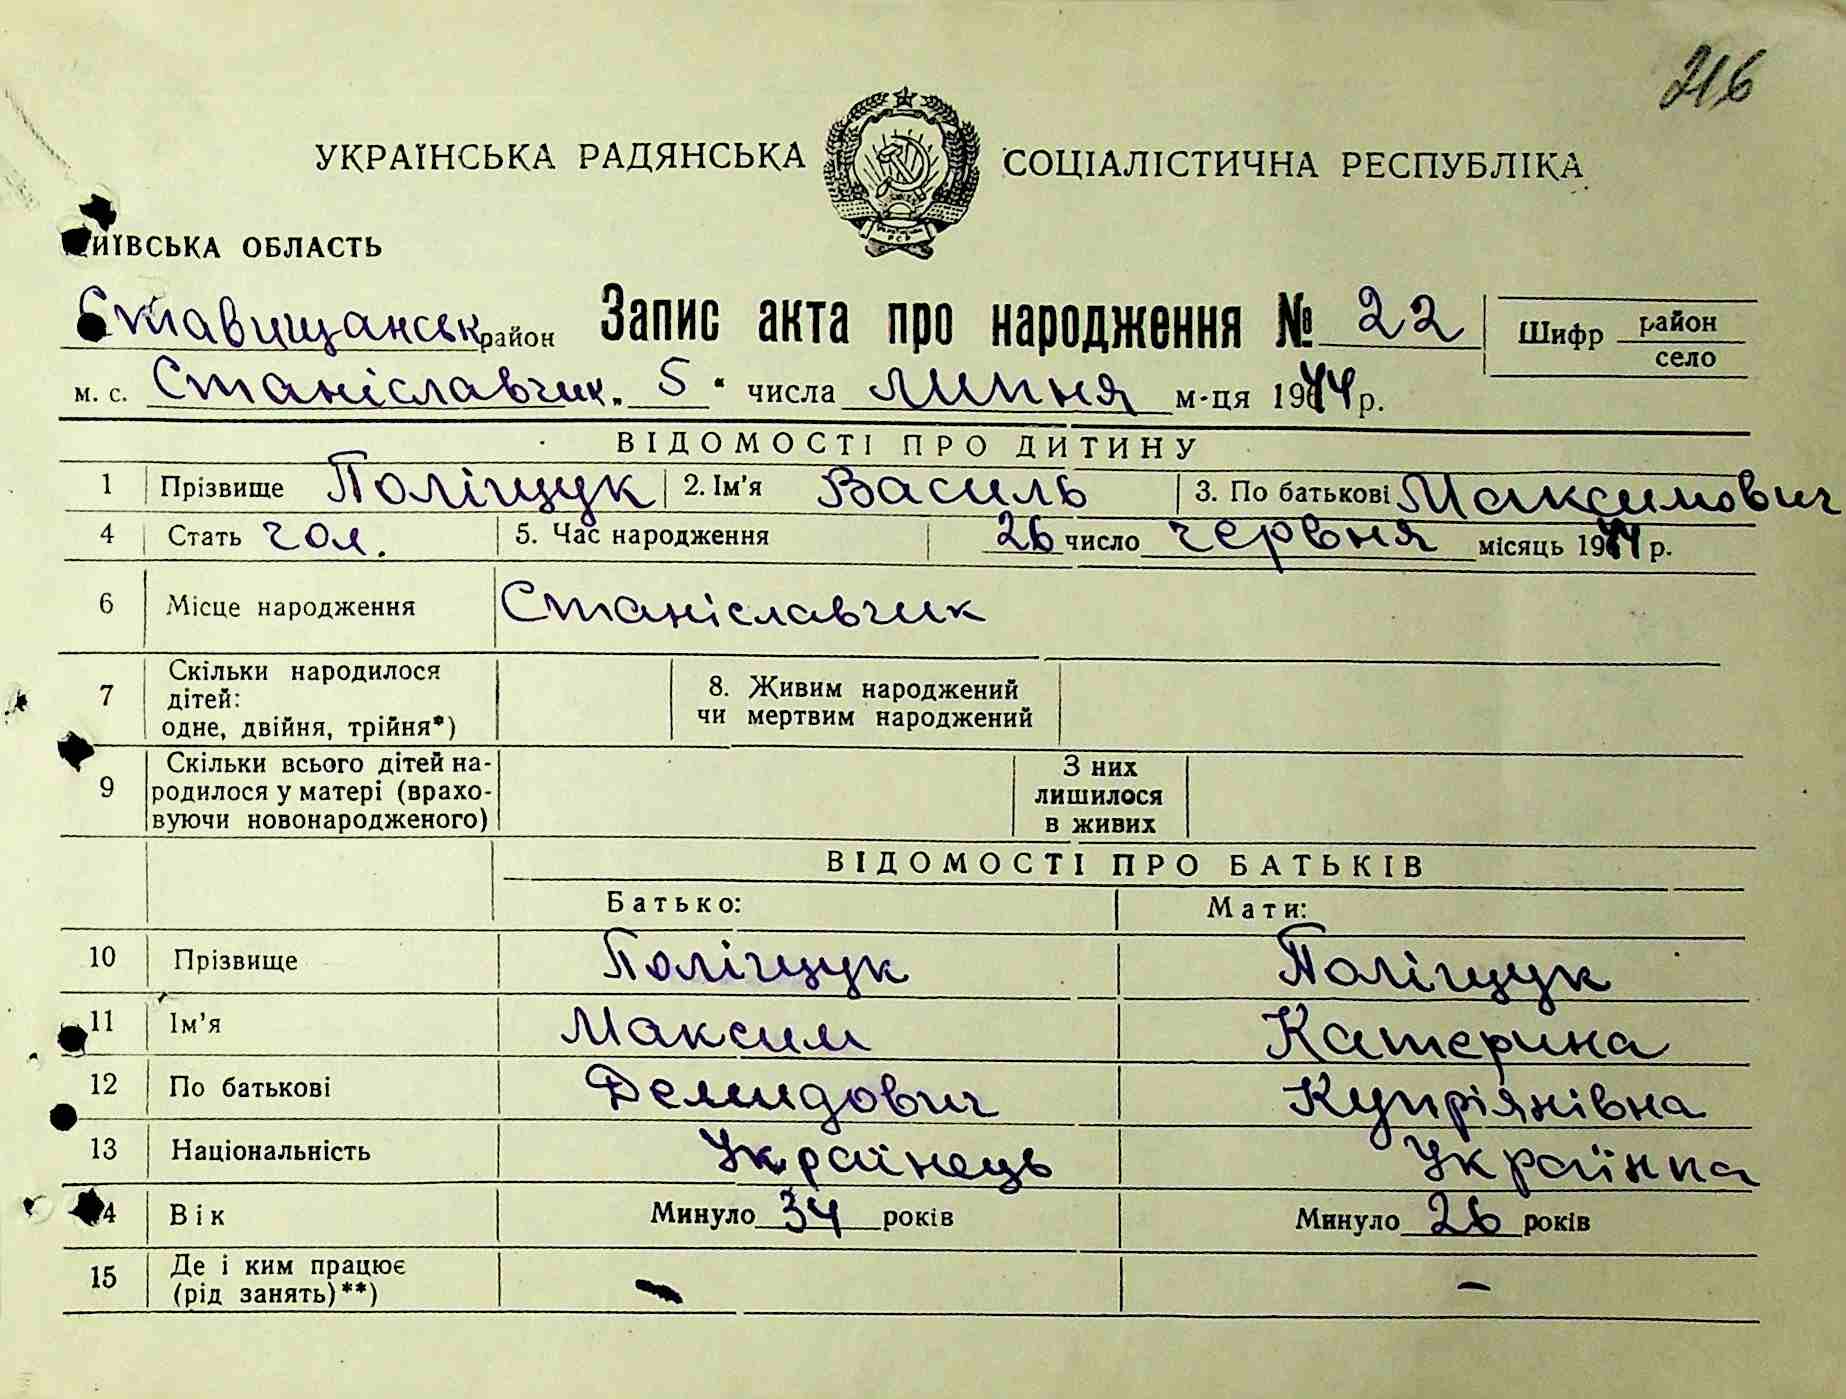 216
УКРАЇНСЬКА РАДЯНСЬКА СОЦІАЛІСТИЧНА РЕСПУБЛІКА
КИЇВСЬКА ОБЛАСТЬ
Ставищанськ район Запис акта про народження № 22 Шифр район село
м. с. Станіславчик. 5 " числа липня м-ця 1944 р.
ВІДОМОСТІ ПРО ДИТИНУ
1 Прізвище Поліщук 2. Ім'я Василь 3. По батькові Максимович
4 Стать чол. 5. Час народження 26 число червня місяць 1944 р.
6 Місце народження Станіславчик
7 Скільки народилося дітей: одне, двійня, трійня*) 8. Живим народжений чи мертвим народжений
9 Скільки всього дітей народилося у матері (враховуючи новонародженого) З них лишилося в живих
ВІДОМОСТІ ПРО БАТЬКІВ
Батько: Мати:
10 Прізвище Поліщук Поліщук
11 Ім'я Максим Катерина
12 По батькові Демидович Купріянівна
13 Національність Українець Українка
14 Вік Минуло 34 років Минуло 26 років
15 Де і ким працює (рід занять)**) — —